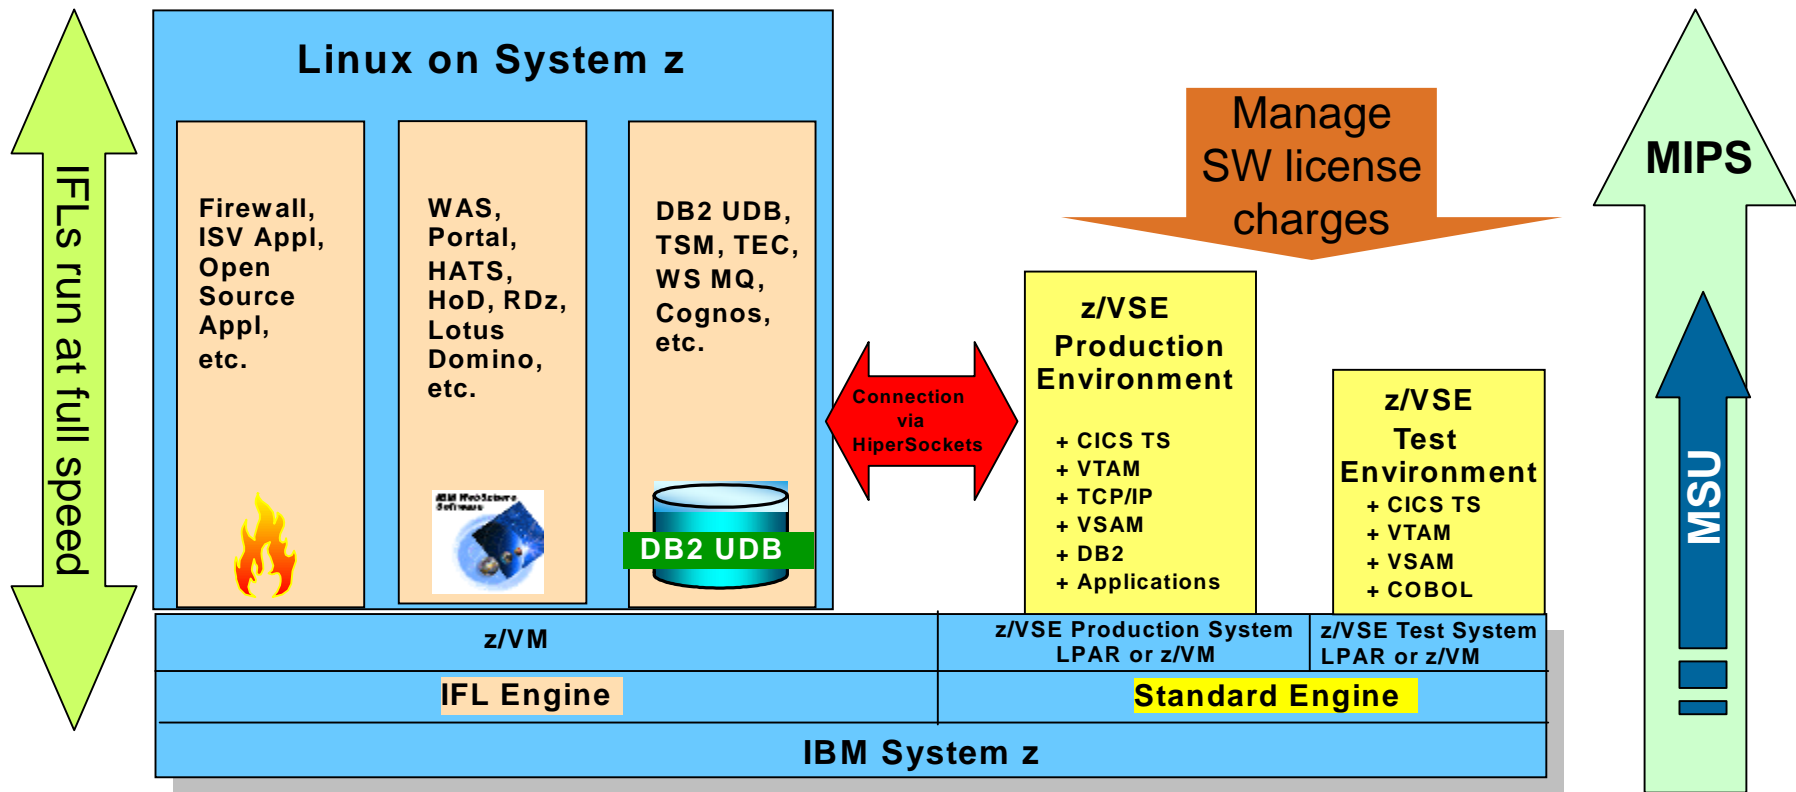 Linux on System z
IFLs run at full speed
Firewall,
ISV Appl,
Open
Source
Appl,
etc.
WAS,
Portal,
HATS,
HoD, RDz,
Lotus
Domino,
etc.
IBM WebSphere
Software
DB2 UDB,
TSM, TEC,
WS MQ,
Cognos,
etc.
DB2 UDB
Connection
via
HiperSockets
Manage
SW license
charges
z/VSE
Production
Environment
+ CICS TS
+ VTAM
+ TCP/IP
+ VSAM
+ DB2
+ Applications
z/VSE
Test
Environment
+ CICS TS
+ VTAM
+ VSAM
+ COBOL
MIPS
MSU
z/VM
z/VSE Production System
LPAR or z/VM
z/VSE Test System
LPAR or z/VM
IFL Engine
Standard Engine
IBM System z